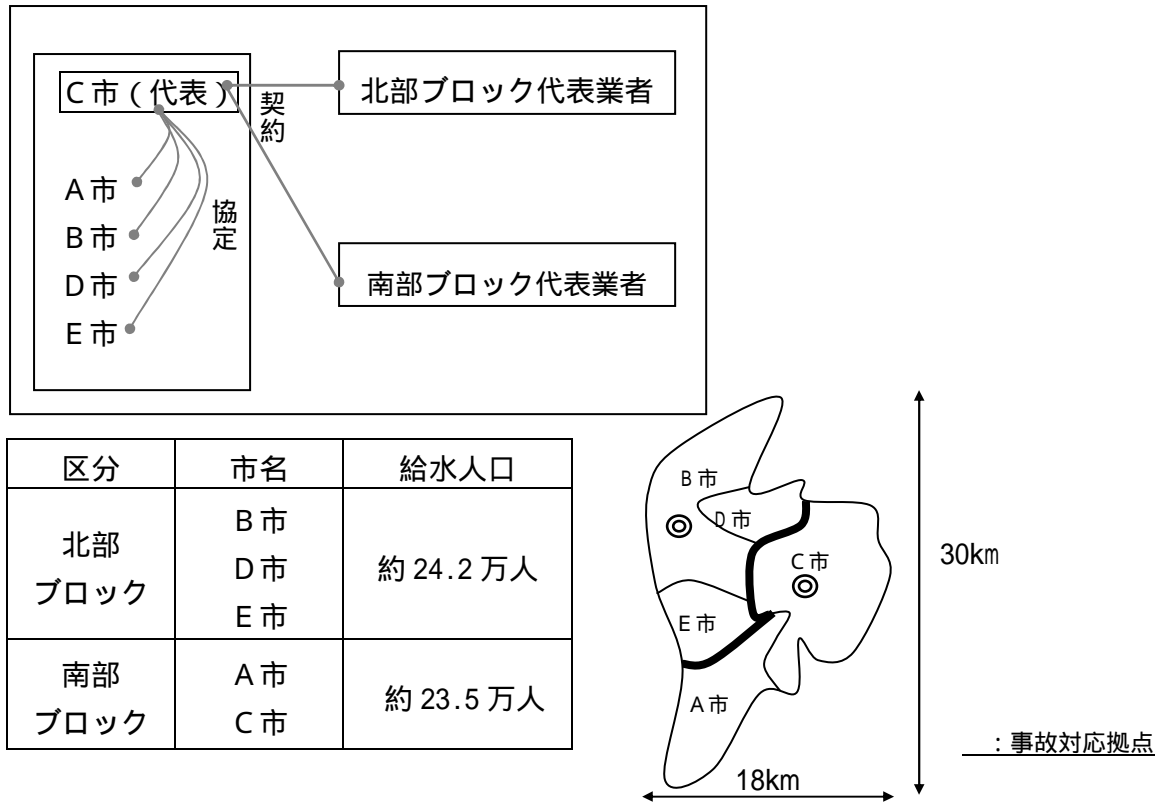 C市(代表)
契約
北部ブロック代表業者
A市
B市
D市
E市
協定
南部ブロック代表業者
区分 市名 給水人口
北部
ブロック
B市
D市
E市
約24.2万人
南部
ブロック
A市
C市
約23.5万人
B市
D市
C市
E市
A市
30km
18km
:事故対応拠点